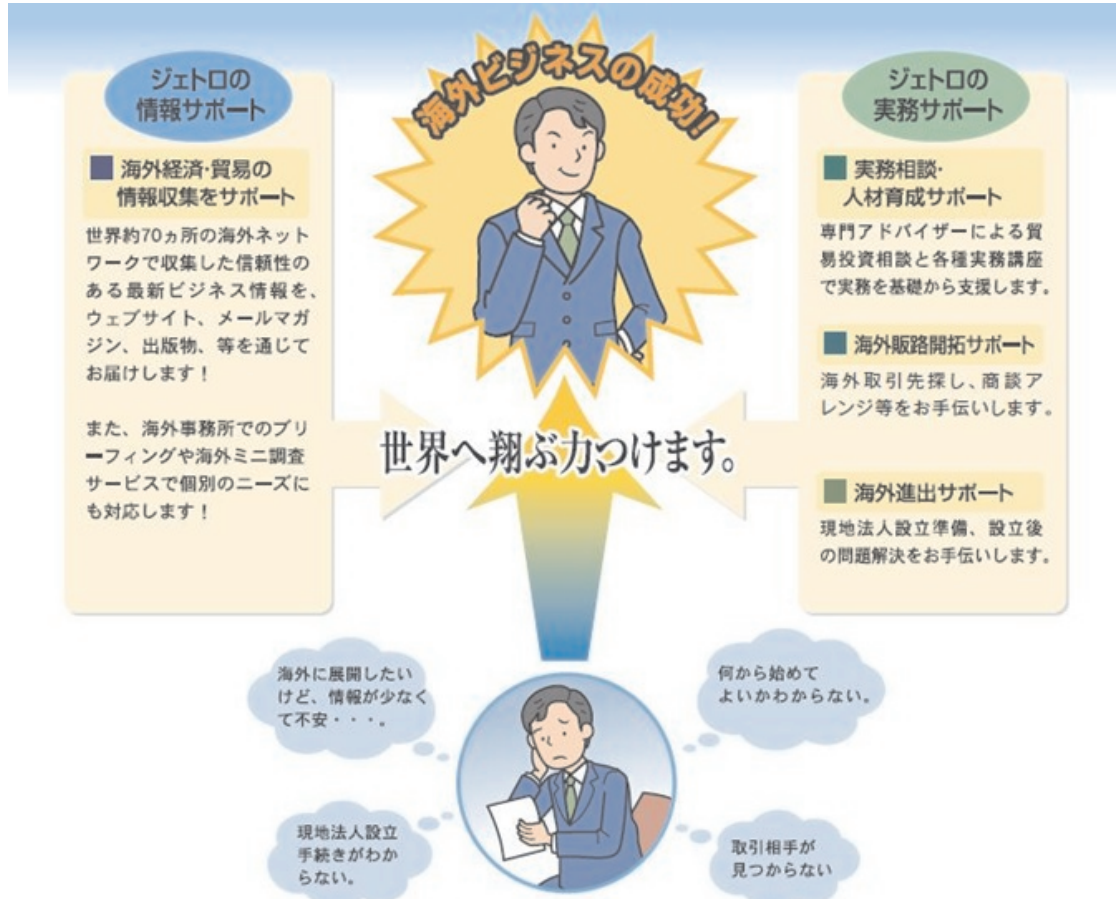 海外ビジネスの成功!
ジェトロの
情報サポート
■ 海外経済・貿易の
情報収集をサポート
世界約70ヵ所の海外ネット
ワークで収集した信頼性の
ある最新ビジネス情報を、
ウェブサイト、メールマガ
ジン、出版物、等を通じて
お届けします！
また、海外事務所でのブリ
ーフィングや海外ミニ調査
サービスで個別のニーズに
も対応します！
ジェトロの
実務サポート
■ 実務相談・
人材育成サポート
専門アドバイザーによる貿
易投資相談と各種実務講座
で実務を基礎から支援します。
■ 海外販路開拓サポート
海外取引先探し、商談ア
レンジ等をお手伝いします。
■ 海外進出サポート
現地法人設立準備、設立後
の問題解決をお手伝いします。
世界へ翔ぶ力、つけます。
海外に展開したい
けど、情報が少なく
て不安・・・。
何から始めて
よいかわからない。
現地法人設立
手続きがわか
らない。
取引相手が
見つからない